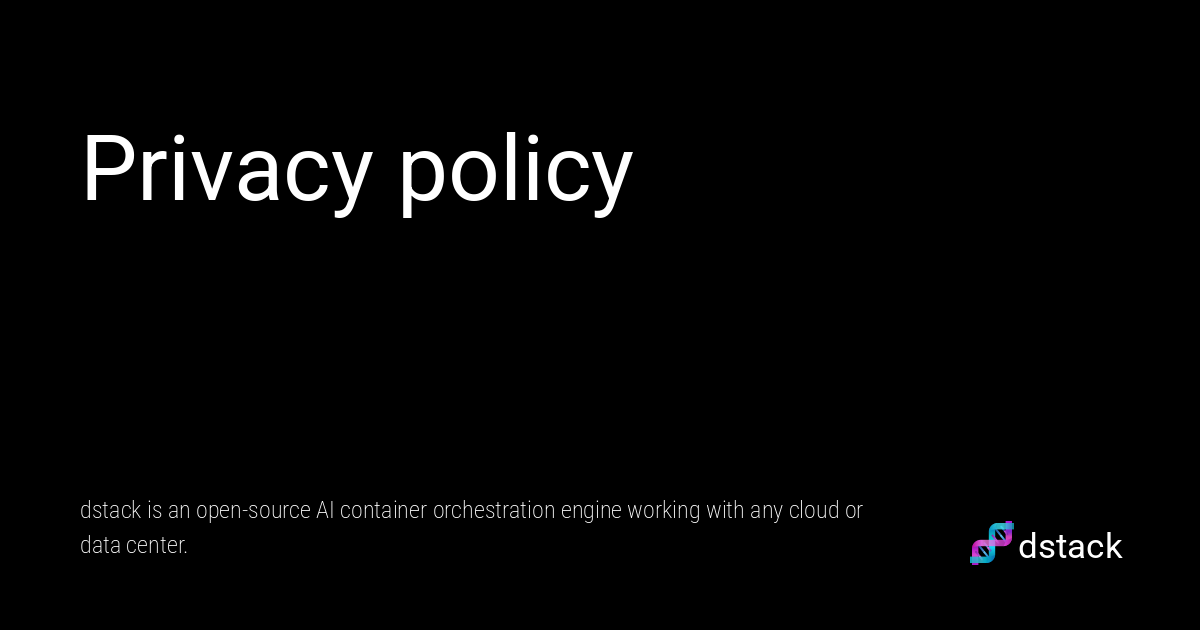 Privacy policy
dstack is an open-source AI container orchestration engine working with any cloud or
data center.
dstack